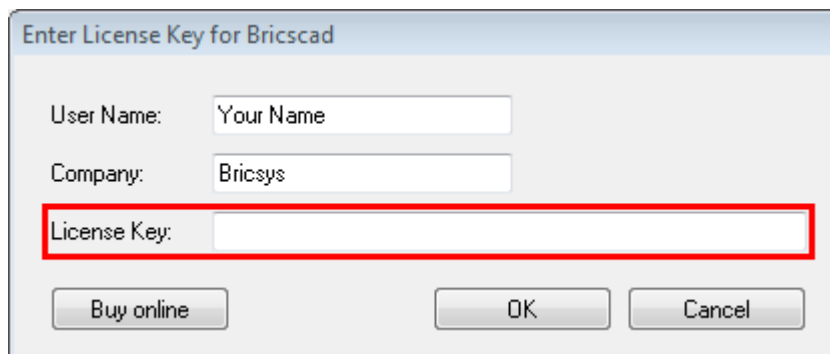 Enter License Key for Bricscad
User Name: Your Name
Company: Bricsys
License Key:
Buy online OK Cancel